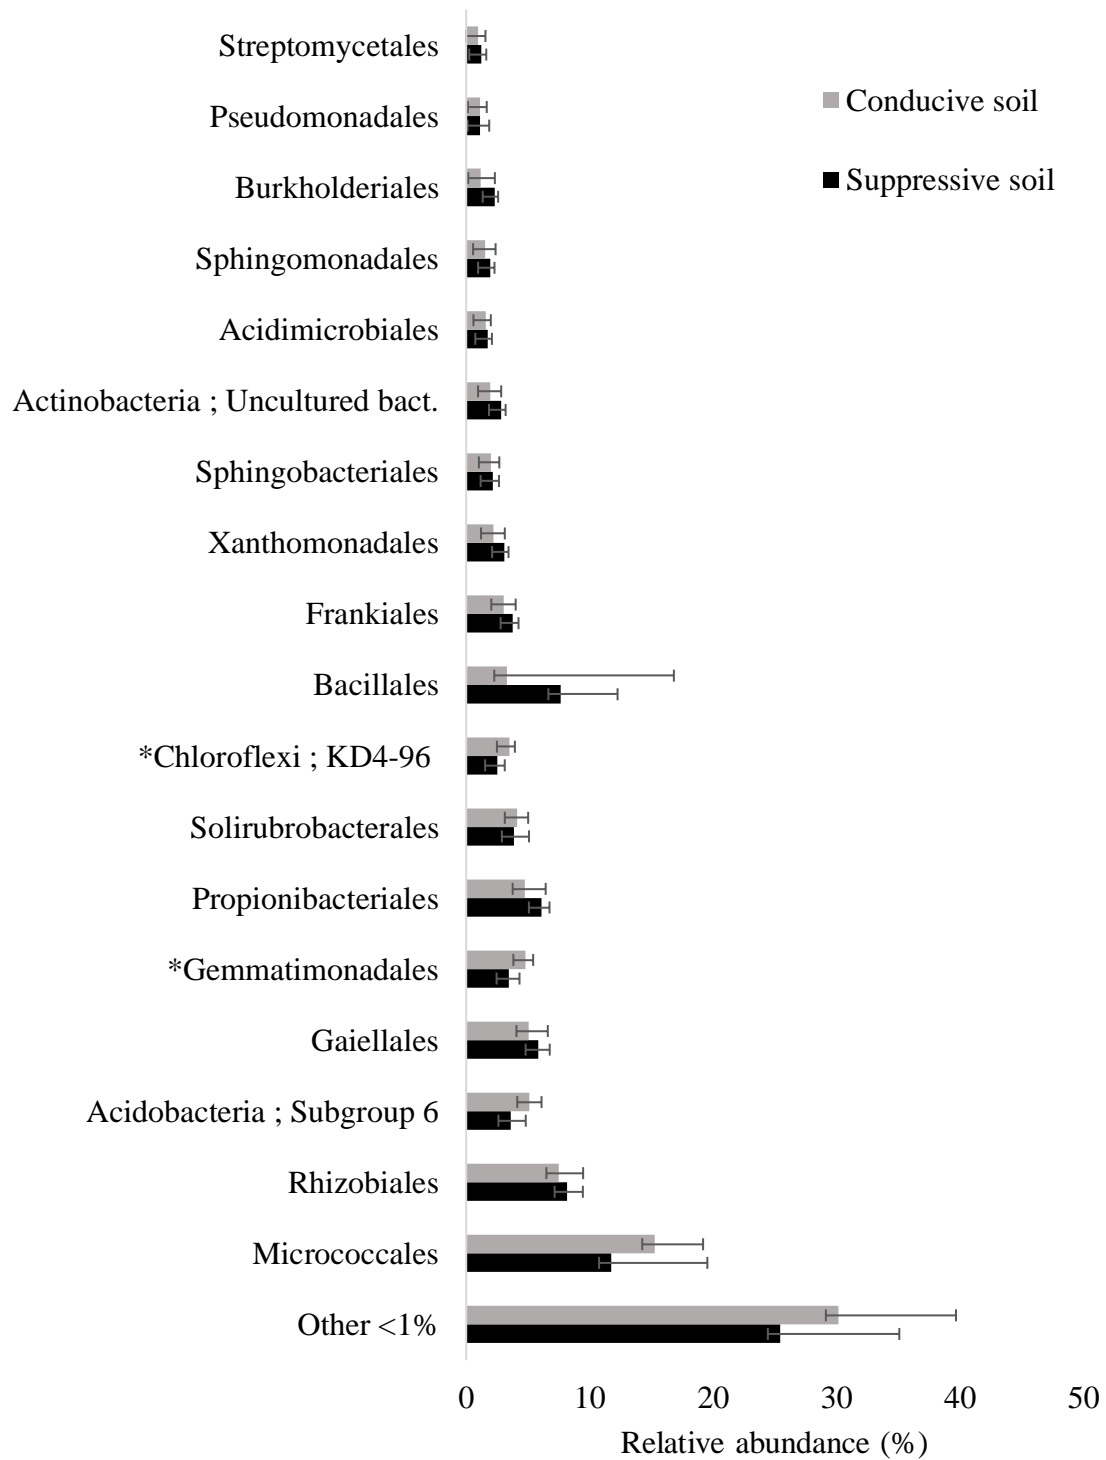 Streptomycetales
Pseudomonadales
Burkholderiales
Sphingomonadales
Acidimicrobiales
Actinobacteria ; Uncultured bact.
Sphingobacteriales
Xanthomonadales
Frankiales
Bacillales
*Chloroflexi ; KD4-96
Solirubrobacterales
Propionibacteriales
*Gemmatimonadales
Gaiellales
Acidobacteria ; Subgroup 6
Rhizobiales
Micrococcales
Other <1%
Conducive soil
Suppressive soil
0 10 20 30 40 50
Relative abundance (%)